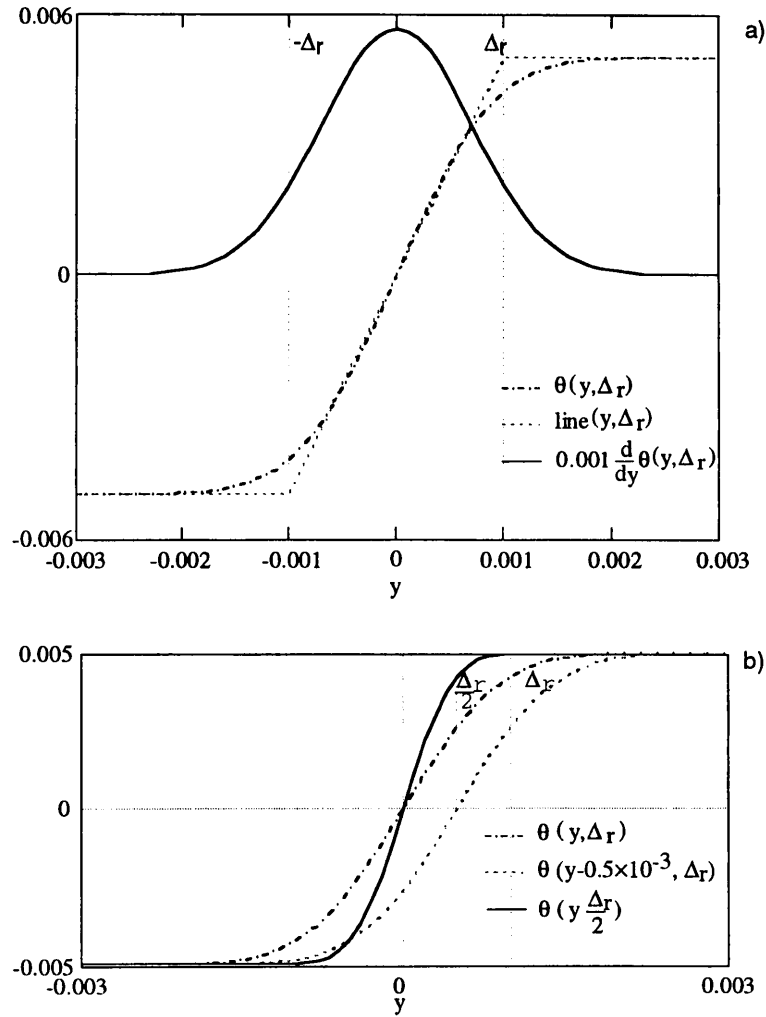 0.006
a)
-Δr
Δr
0
θ(y,Δr)
line(y,Δr)
0.001 d/dy θ(y,Δr)
-0.006
-0.003 -0.002 -0.001 0 0.001 0.002 0.003
y
0.005
b)
Δr/2
Δr
0
θ(y,Δr)
θ(y-0.5×10⁻³, Δr)
θ(y Δr/2)
-0.005
-0.003 0 0.003
y